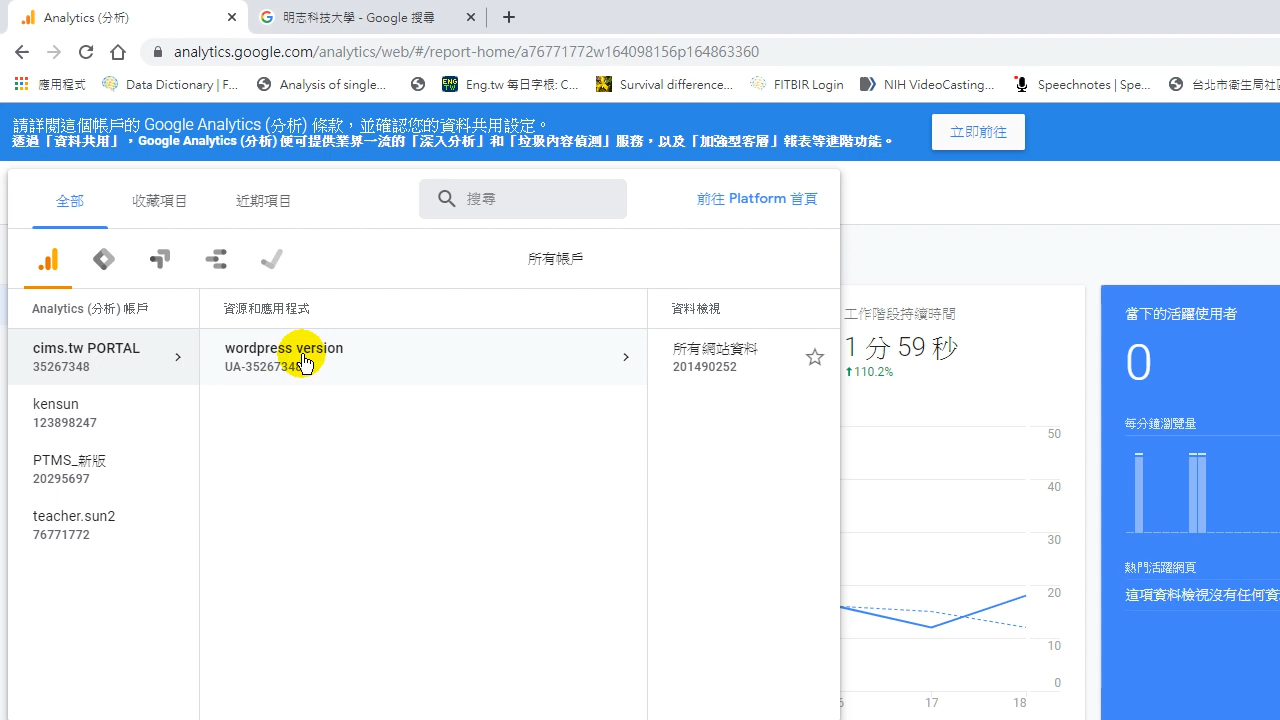 Analytics (分析)
明志科技大學 - Google 搜尋
analytics.google.com/analytics/web/#/report-home/a76771772w164098156p164863360
應用程式
Data Dictionary | F...
Analysis of single...
Eng.tw 每日字根: C...
Survival difference...
FITBIR Login
NIH VideoCasting...
Speechnotes | Spe...
台北市衛生局社區
請詳閱這個帳戶的 Google Analytics (分析) 條款，並確認您的資料共用設定。
透過「資料共用」，Google Analytics (分析) 便可提供業界一流的「深入分析」和「垃圾內容偵測」服務，以及「加強型客層」報表等進階功能。
立即前往
全部
收藏項目
近期項目
搜尋
前往 Platform 首頁
所有帳戶
Analytics (分析) 帳戶
資源和應用程式
資料檢視
cims.tw PORTAL
35267348
wordpress version
UA-35267348
所有網站資料
201490252
kensun
123898247
PTMS_新版
20295697
teacher.sun2
76771772
工作階段持續時間
1 分 59 秒
110.2%
50
40
30
20
10
0
17
18
當下的活躍使用者
0
每分鐘瀏覽量
熱門活躍網頁
這項資料檢視沒有任何資